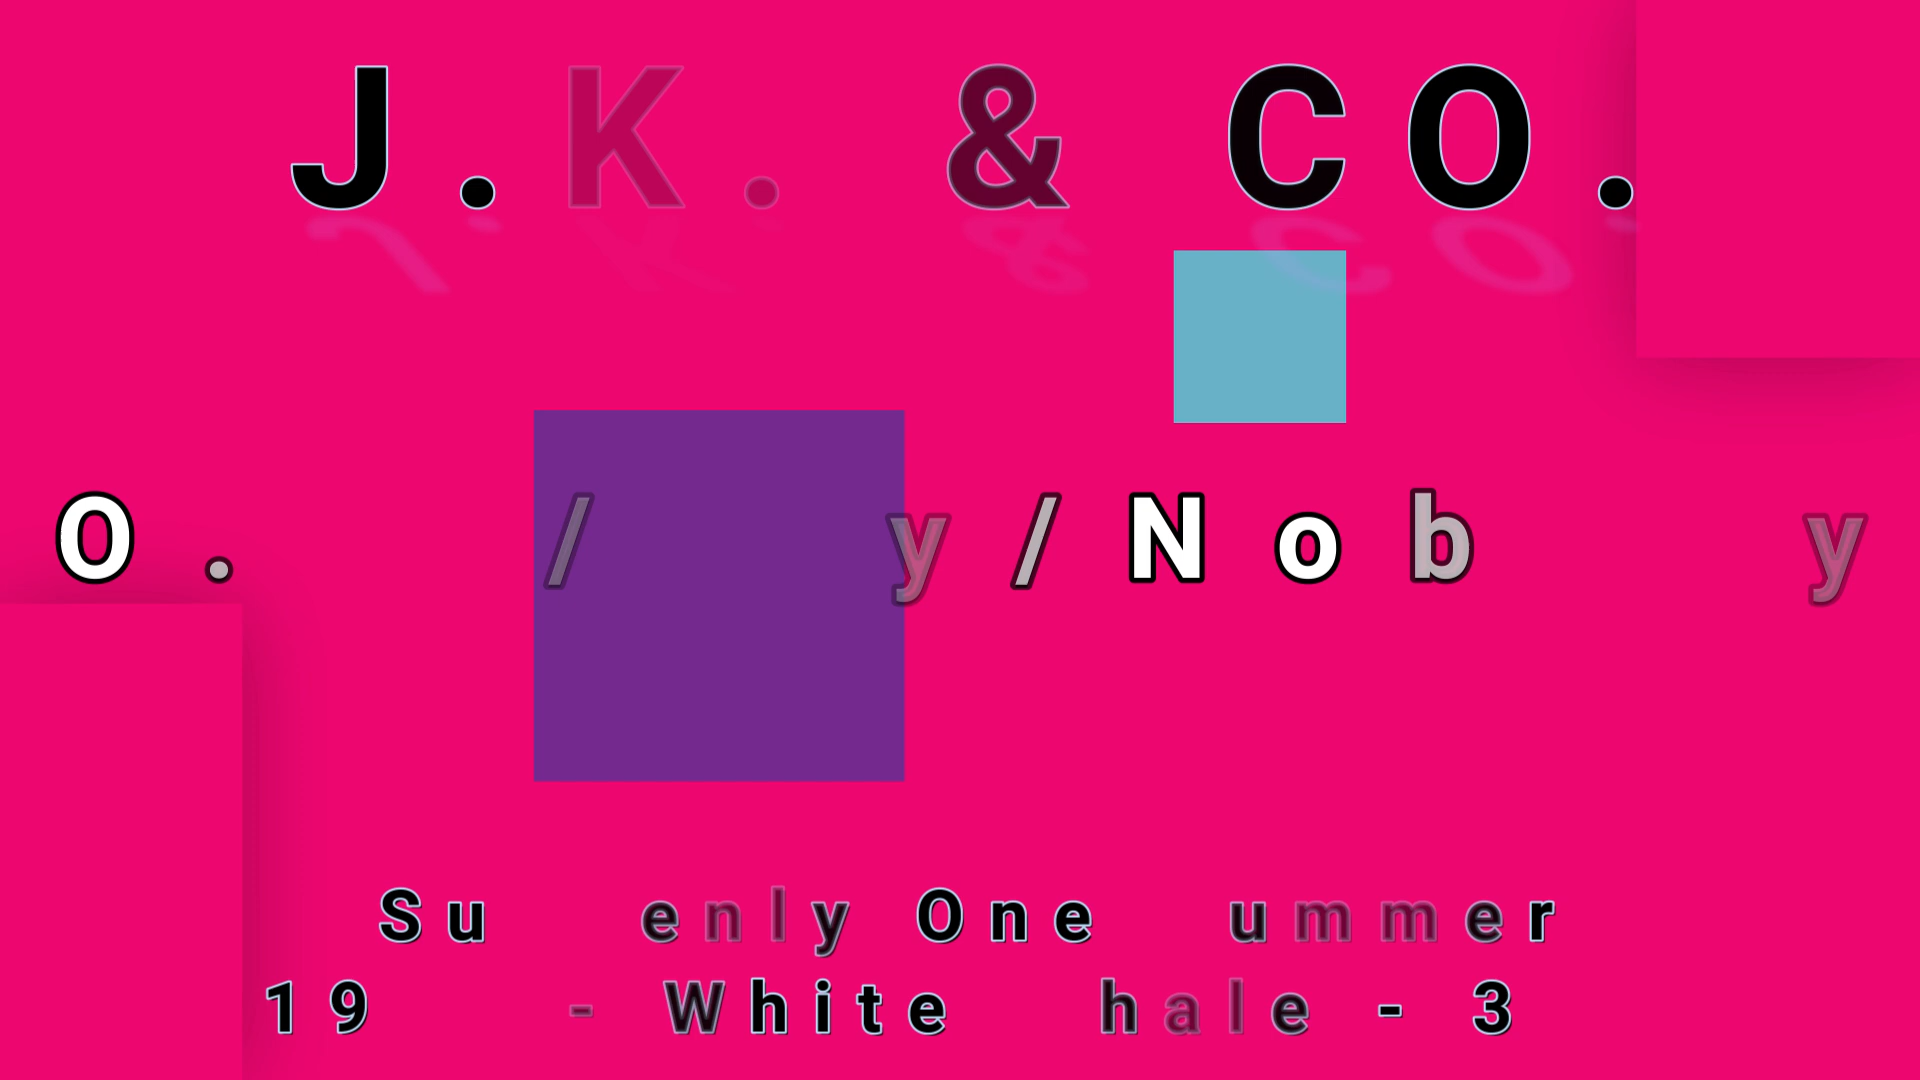 J.K. & CO.
O. / y/Nob y
Su enly One ummer
19 - White hale - 3